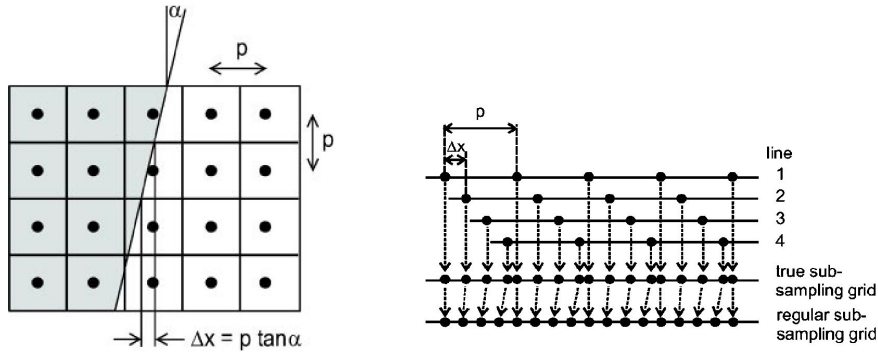 α
p
p
Δx = p tanα
p
Δx
line
1
2
3
4
true sub-
sampling grid
regular sub-
sampling grid